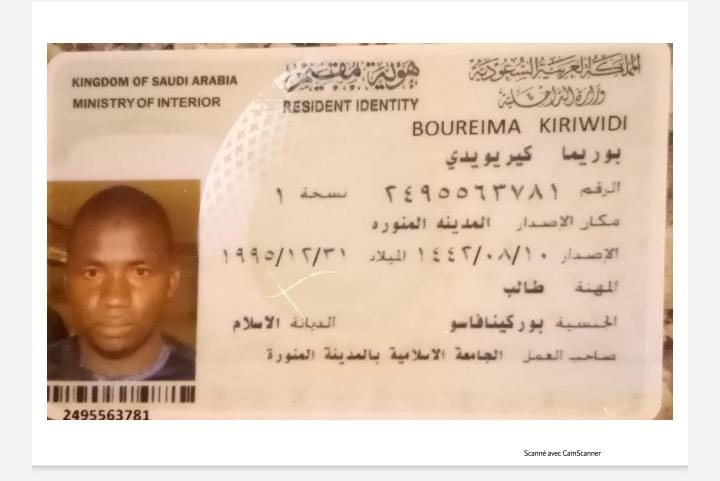 KINGDOM OF SAUDI ARABIA
MINISTRY OF INTERIOR
هوية مقيم
RESIDENT IDENTITY
المملكة العربية السعودية
وزارة الداخلية
BOUREIMA KIRIWIDI
بوريما كيريويدي
الرقم ٢٤٩٥٥٦٣٧٨١ نسخة ١
مكان الإصدار المدينه المنوره
الإصدار ١٤٤٢/٠٨/١٠ الميلاد ١٩٩٥/١٢/٣١
المهنة طالب
الجنسية بوركينافاسو الديانة الاسلام
صاحب العمل الجامعة الاسلامية بالمدينة المنورة
2495563781
Scanné avec CamScanner